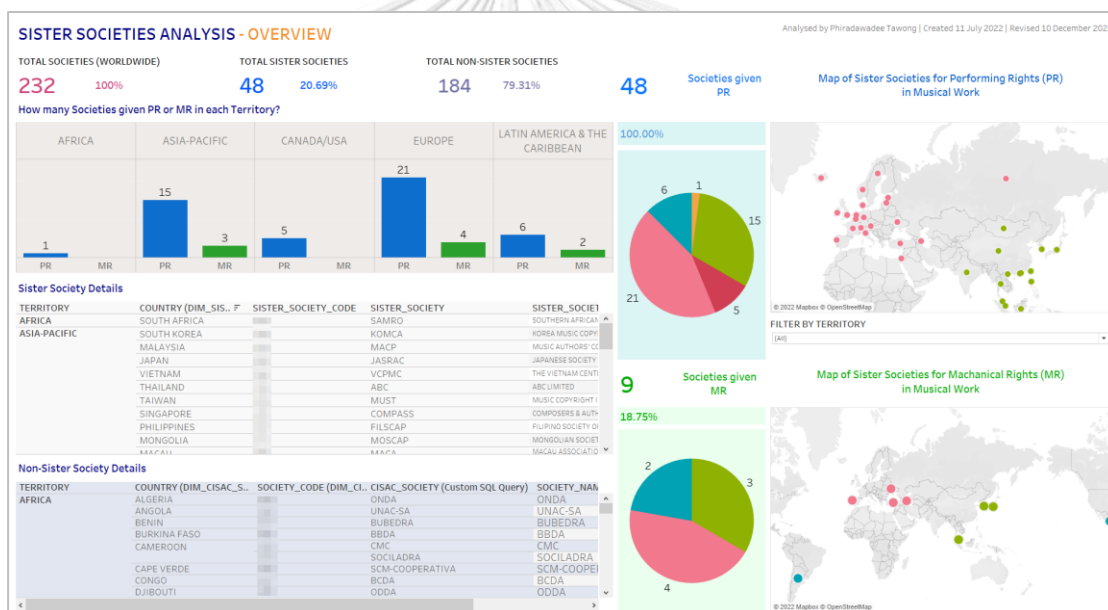 SISTER SOCIETIES ANALYSIS - OVERVIEW
Analysed by Phiradawadee Tawong | Created 11 July 2022 | Revised 10 December 202
TOTAL SOCIETIES (WORLDWIDE)
232 100%
TOTAL SISTER SOCIETIES
48 20.69%
TOTAL NON-SISTER SOCIETIES
184 79.31%
How many Societies given PR or MR in each Territory?
AFRICA ASIA-PACIFIC CANADA/USA EUROPE LATIN AMERICA & THE CARIBBEAN
1 15 3 5 21 4 6 2
PR MR PR MR PR MR PR MR PR MR
48 Societies given PR
100.00%
6 1 15 5 21
Map of Sister Societies for Performing Rights (PR)
in Musical Work
© 2022 Mapbox © OpenStreetMap
FILTER BY TERRITORY
(All)
Sister Society Details
TERRITORY COUNTRY (DIM_SIS.. SISTER_SOCIETY_CODE SISTER_SOCIETY SISTER_SOCIET
AFRICA SOUTH AFRICA SAMRO SOUTHERN AFRICAN
ASIA-PACIFIC SOUTH KOREA KOMCA KOREA MUSIC COPY
MALAYSIA MACP MUSIC AUTHORS' CO
JAPAN JASRAC JAPANESE SOCIETY
VIETNAM VCPMC THE VIETNAM CENT
THAILAND ABC ABC LIMITED
TAIWAN MUST MUSIC COPYRIGHT
SINGAPORE COMPASS COMPOSERS & AUTH
PHILIPPINES FILSCAP FILIPINO SOCIETY O
MONGOLIA MOSCAP MONGOLIAN SOCIET
MACAU MACA MACAU ASSOCIATIO
9 Societies given MR
18.75%
2 3 4
Map of Sister Societies for Machanical Rights (MR)
in Musical Work
© 2022 Mapbox © OpenStreetMap
Non-Sister Society Details
TERRITORY COUNTRY (DIM_CISAC_S.. SOCIETY_CODE (DIM_CI.. CISAC_SOCIETY (Custom SQL Query) SOCIETY_NAM
AFRICA ALGERIA ONDA ONDA
ANGOLA UNAC-SA UNAC-SA
BENIN BUBEDRA BUBEDRA
BURKINA FASO BBDA BBDA
CAMEROON CMC CMC
SOCILADRA SOCILADRA
CAPE VERDE SCM-COOPERATIVA SCM-COOPER
CONGO BCDA BCDA
DJIBOUTI ODDA ODDA